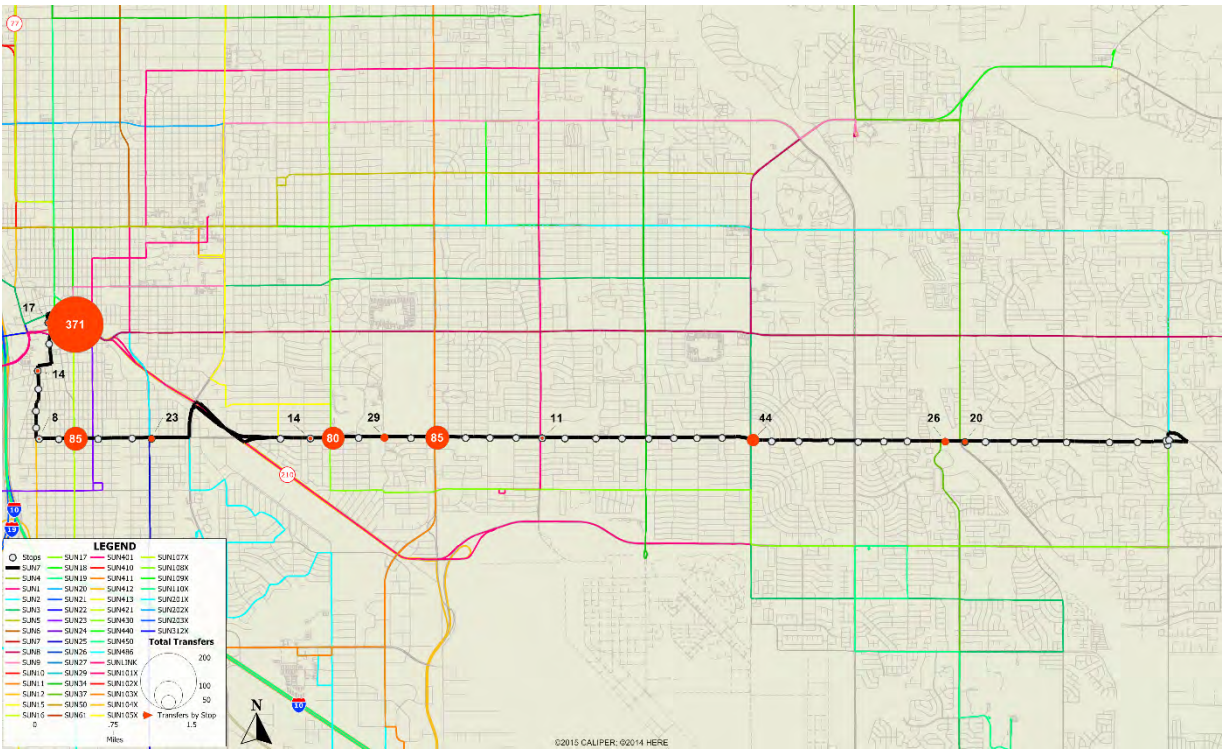 77
17
371
14
8
85
23
14
80
29
85
11
44
26
20
210
10
19
LEGEND
Stops SUN17 SUN401 SUN107X
SUN7 SUN18 SUN410 SUN108X
SUN4 SUN19 SUN411 SUN109X
SUN1 SUN20 SUN412 SUN110X
SUN2 SUN21 SUN413 SUN201X
SUN3 SUN22 SUN421 SUN202X
SUN5 SUN23 SUN430 SUN203X
SUN6 SUN24 SUN440 SUN312X
SUN7 SUN25 SUN450 Total Transfers
SUN8 SUN26 SUN486 200
SUN9 SUN27 SUNLINK
SUN10 SUN29 SUN101X
SUN11 SUN34 SUN102X 100
SUN12 SUN37 SUN103X 50
SUN15 SUN50 SUN104X Transfers by Stop
SUN16 SUN61 SUN105X
0 .75 1.5
Miles
N
10
©2015 CALIPER; ©2014 HERE